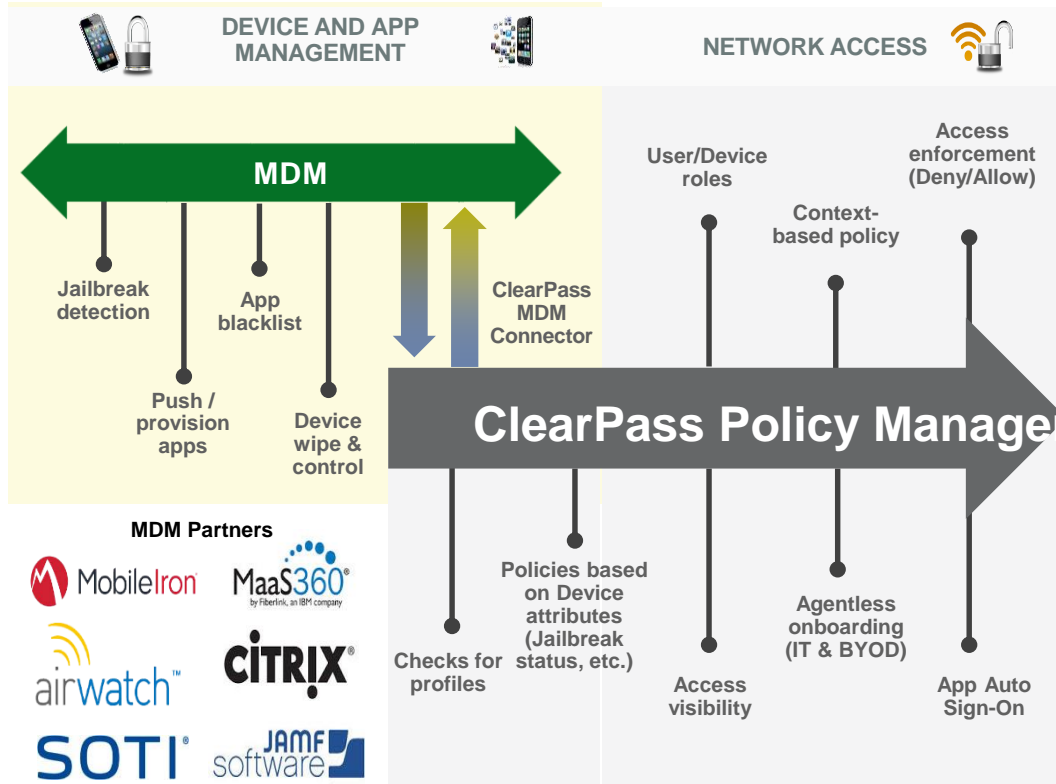 DEVICE AND APP
MANAGEMENT
NETWORK ACCESS
MDM
Jailbreak
detection
Push /
provision
apps
App
blacklist
Device
wipe &
control
ClearPass
MDM
Connector
User/Device
roles
Context-
based policy
Access
enforcement
(Deny/Allow)
ClearPass Policy Manage
MDM Partners
MobileIron
MaaS360®
by Fiberlink, an IBM company
airwatch™
CİTRIX®
SOTI®
JAMF
software
Checks for
profiles
Policies based
on Device
attributes
(Jailbreak
status, etc.)
Access
visibility
Agentless
onboarding
(IT & BYOD)
App Auto
Sign-On